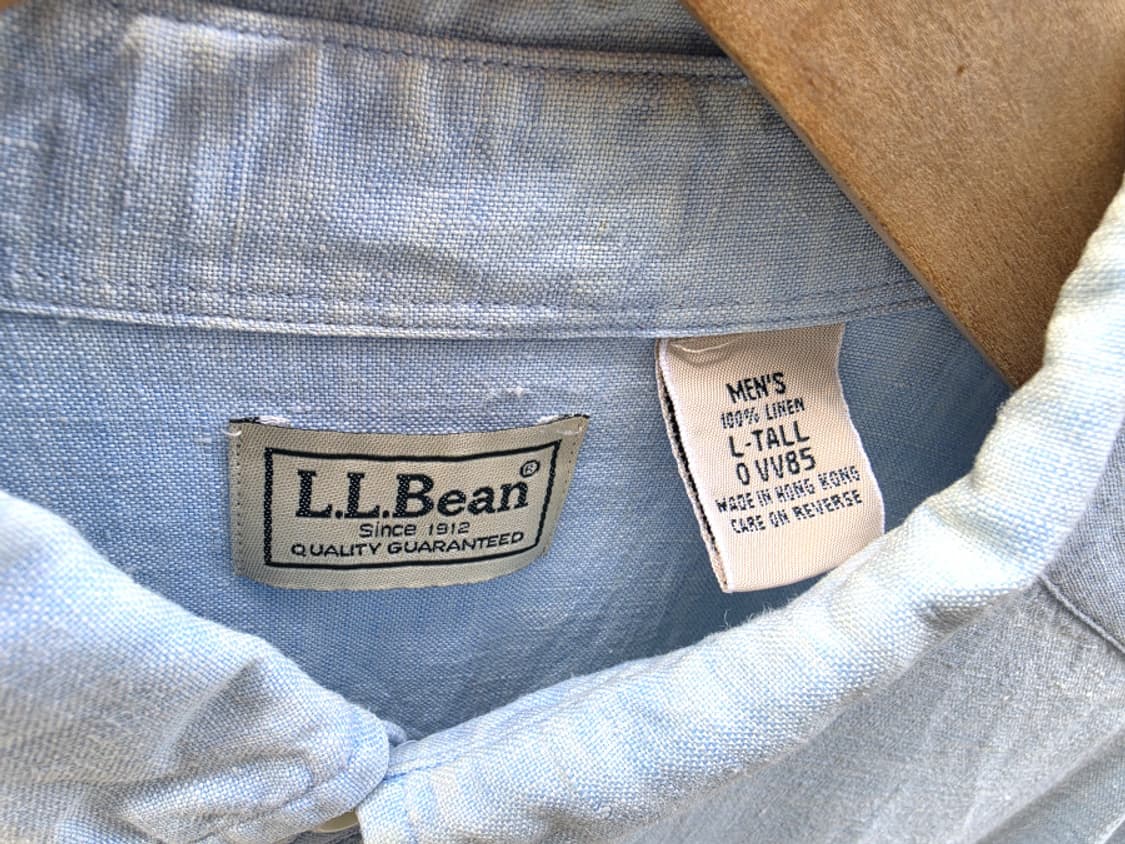 L.L.Bean®
Since 1912
QUALITY GUARANTEED
MEN'S
100% LINEN
L-TALL
0 VV85
MADE IN HONG KONG
CARE ON REVERSE